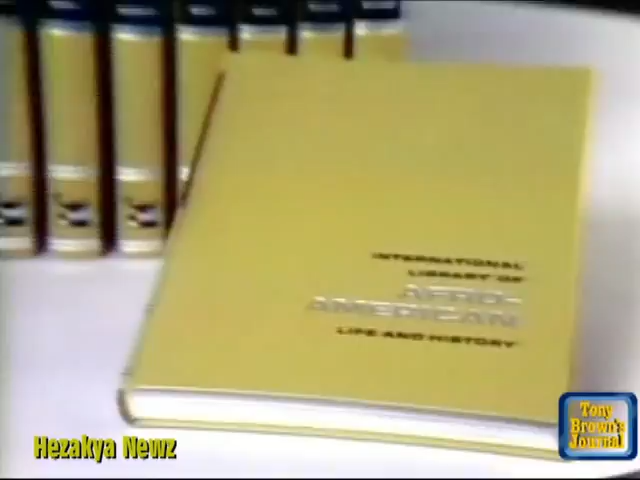 INTERNATIONAL
LIBRARY OF
AFRO-
AMERICAN
LIFE AND HISTORY
Hezakya Newz
Tony
Brown's
Journal